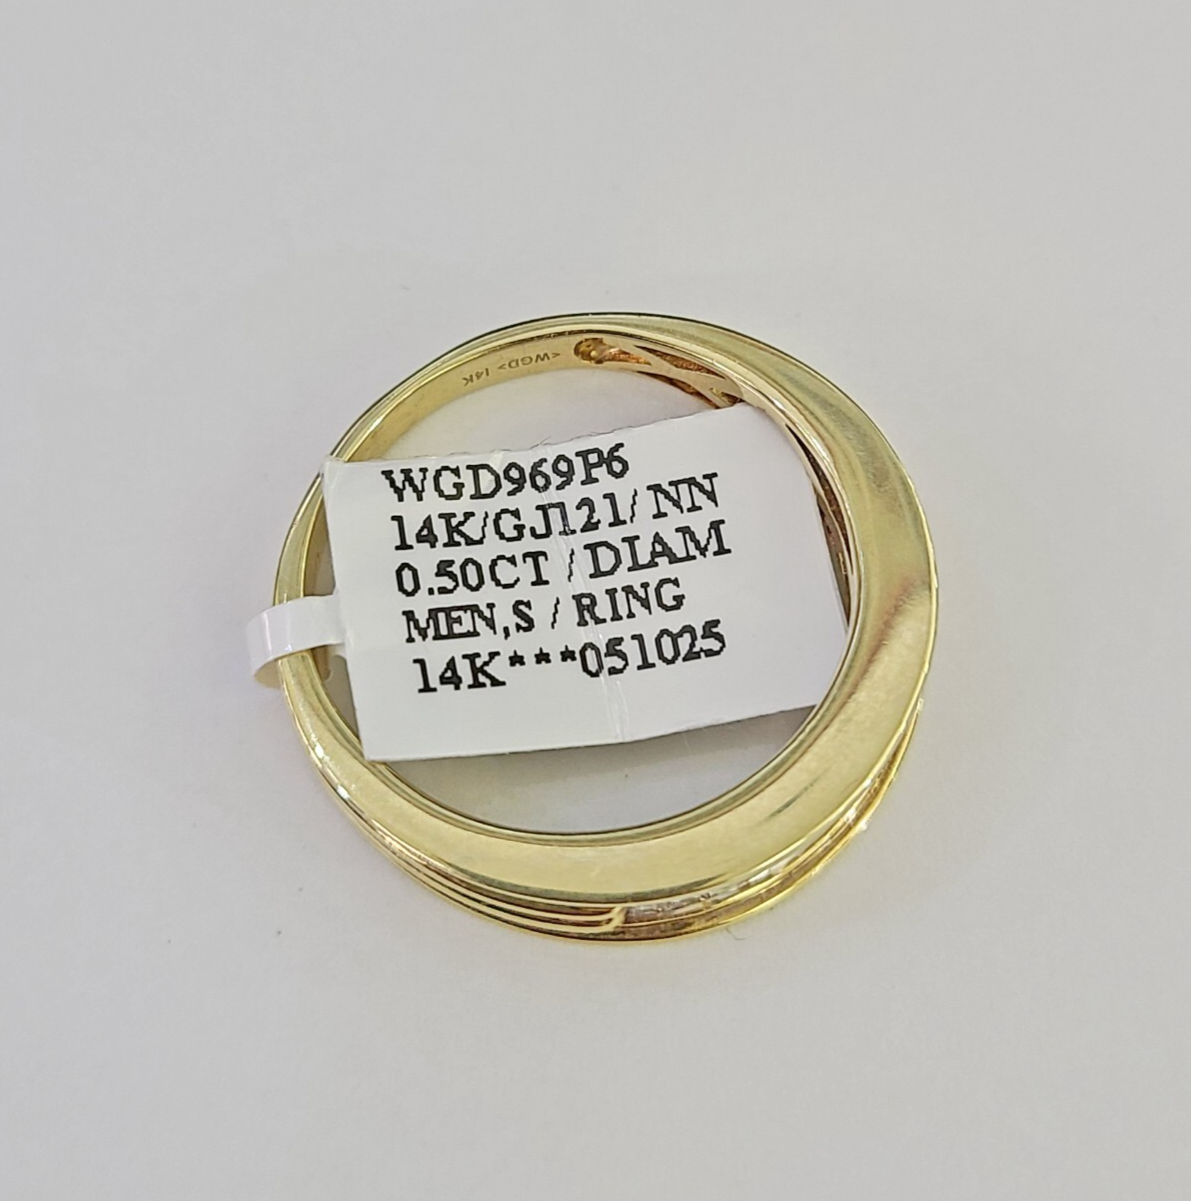 <WGD> 14K
WGD969P6
14K/GJ121/NN
0.50CT / DIAM
MEN,S / RING
14K***051025